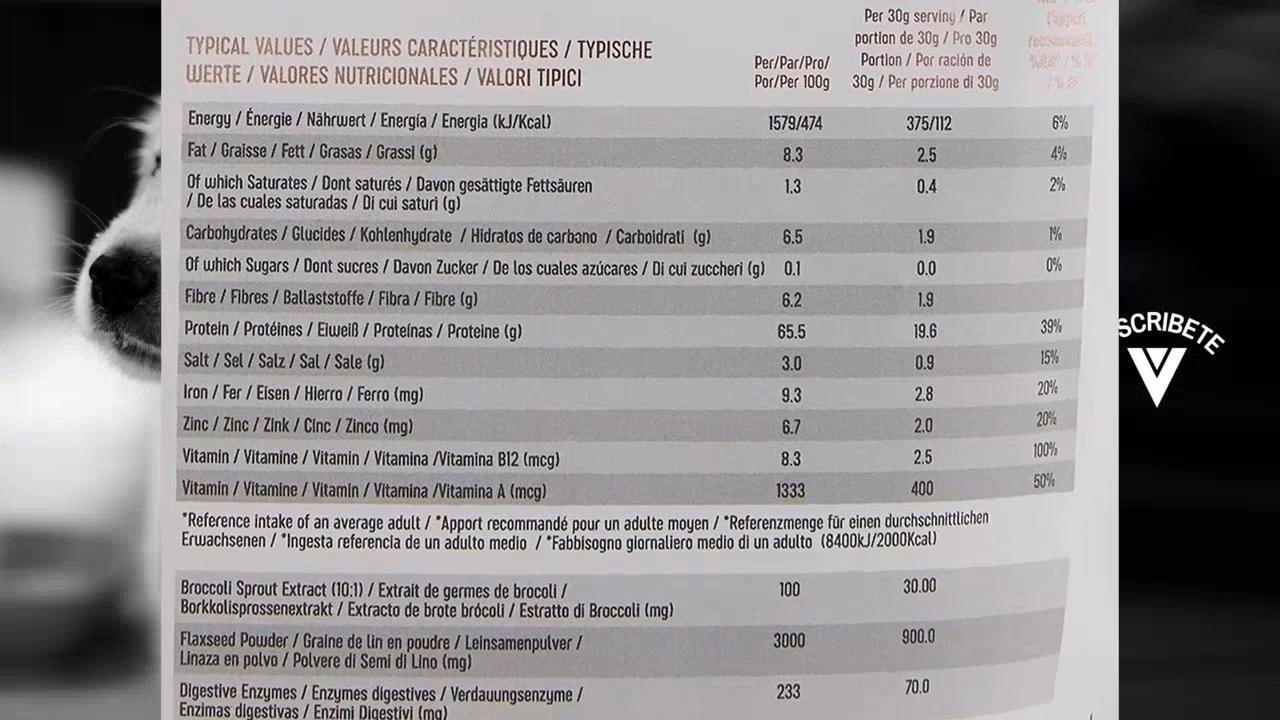 TYPICAL VALUES / VALEURS CARACTÉRISTIQUES / TYPISCHE
WERTE / VALORES NUTRICIONALES / VALORI TIPICI
Per/Par/Pro/
Por/Per 100g
Per 30g serving / Par
portion de 30g / Pro 30g
Portion / Por ración de
30g / Per porzione di 30g
Energy / Énergie / Nährwert / Energía / Energia (kJ/Kcal) 1579/474 375/112 6%
Fat / Graisse / Fett / Grasas / Grassi (g) 8.3 2.5 4%
Of which Saturates / Dont saturés / Davon gesättigte Fettsäuren 1.3 0.4 2%
/ De las cuales saturadas / Di cui saturi (g)
Carbohydrates / Glucides / Kohlenhydrate / Hidratos de carbano / Carboidrati (g) 6.5 1.9 1%
Of which Sugars / Dont sucres / Davon Zucker / De los cuales azúcares / Di cui zuccheri (g) 0.1 0.0 0%
Fibre / Fibres / Ballaststoffe / Fibra / Fibre (g) 6.2 1.9
Protein / Protéines / Eiweiß / Proteínas / Proteine (g) 65.5 19.6 39%
Salt / Sel / Salz / Sal / Sale (g) 3.0 0.9 15%
Iron / Fer / Eisen / Hierro / Ferro (mg) 9.3 2.8 20%
Zinc / Zinc / Zink / Cinc / Zinco (mg) 6.7 2.0 20%
Vitamin / Vitamine / Vitamin / Vitamina /Vitamina B12 (mcg) 8.3 2.5 100%
Vitamin / Vitamine / Vitamin / Vitamina /Vitamina A (mcg) 1333 400 50%
*Reference intake of an average adult / *Apport recommandé pour un adulte moyen / *Referenzmenge für einen durchschnittlichen
Erwachsenen / *Ingesta referencia de un adulto medio / *Fabbisogno giornaliero medio di un adulto (8400kJ/2000Kcal)
Broccoli Sprout Extract (10:1) / Extrait de germes de brocoli / 100 30.00
Borkkolisprossenextrakt / Extracto de brote brócoli / Estratto di Broccoli (mg)
Flaxseed Powder / Graine de lin en poudre / Leinsamenpulver / 3000 900.0
Linaza en polvo / Polvere di Semi di Lino (mg)
Digestive Enzymes / Enzymes digestives / Verdauungsenzyme / 233 70.0
Enzimas digestivas / Enzimi Digestivi (mg)
SCRIBETE